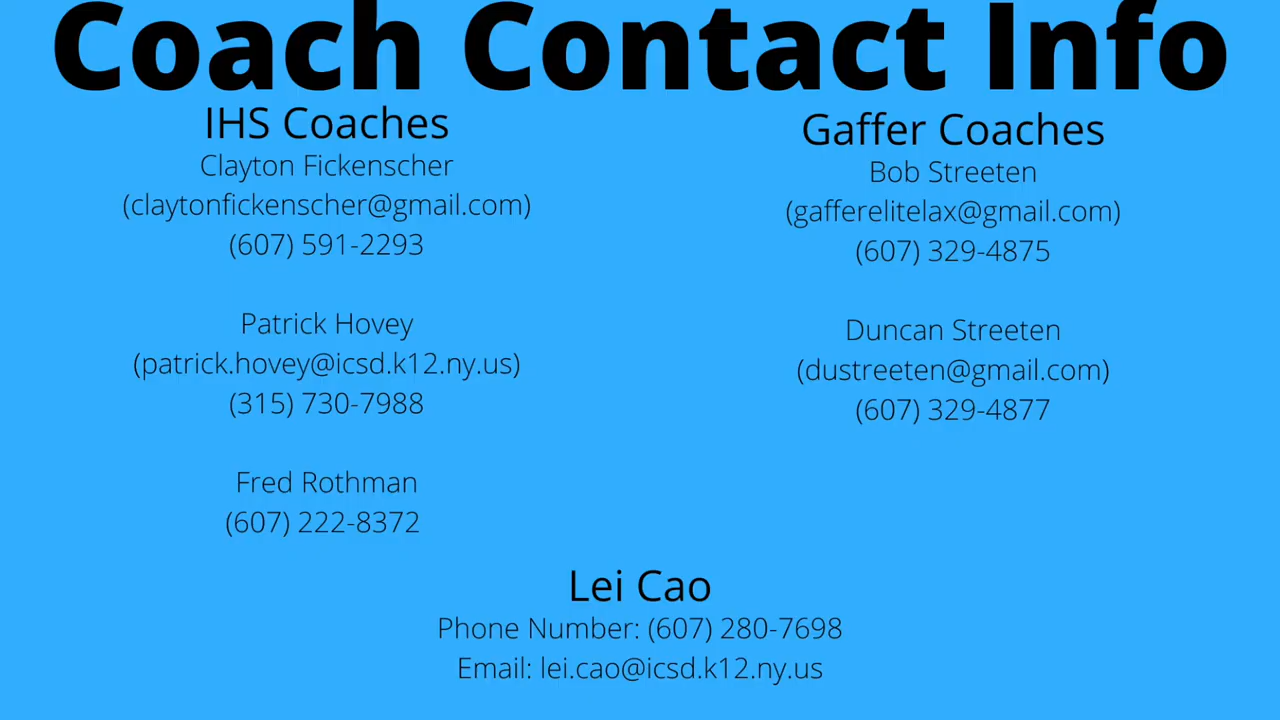 Coach Contact Info
IHS Coaches
Clayton Fickenscher
(claytonfickenscher@gmail.com)
(607) 591-2293
Patrick Hovey
(patrick.hovey@icsd.k12.ny.us)
(315) 730-7988
Fred Rothman
(607) 222-8372
Gaffer Coaches
Bob Streeten
(gafferelitelax@gmail.com)
(607) 329-4875
Duncan Streeten
(dustreeten@gmail.com)
(607) 329-4877
Lei Cao
Phone Number: (607) 280-7698
Email: lei.cao@icsd.k12.ny.us